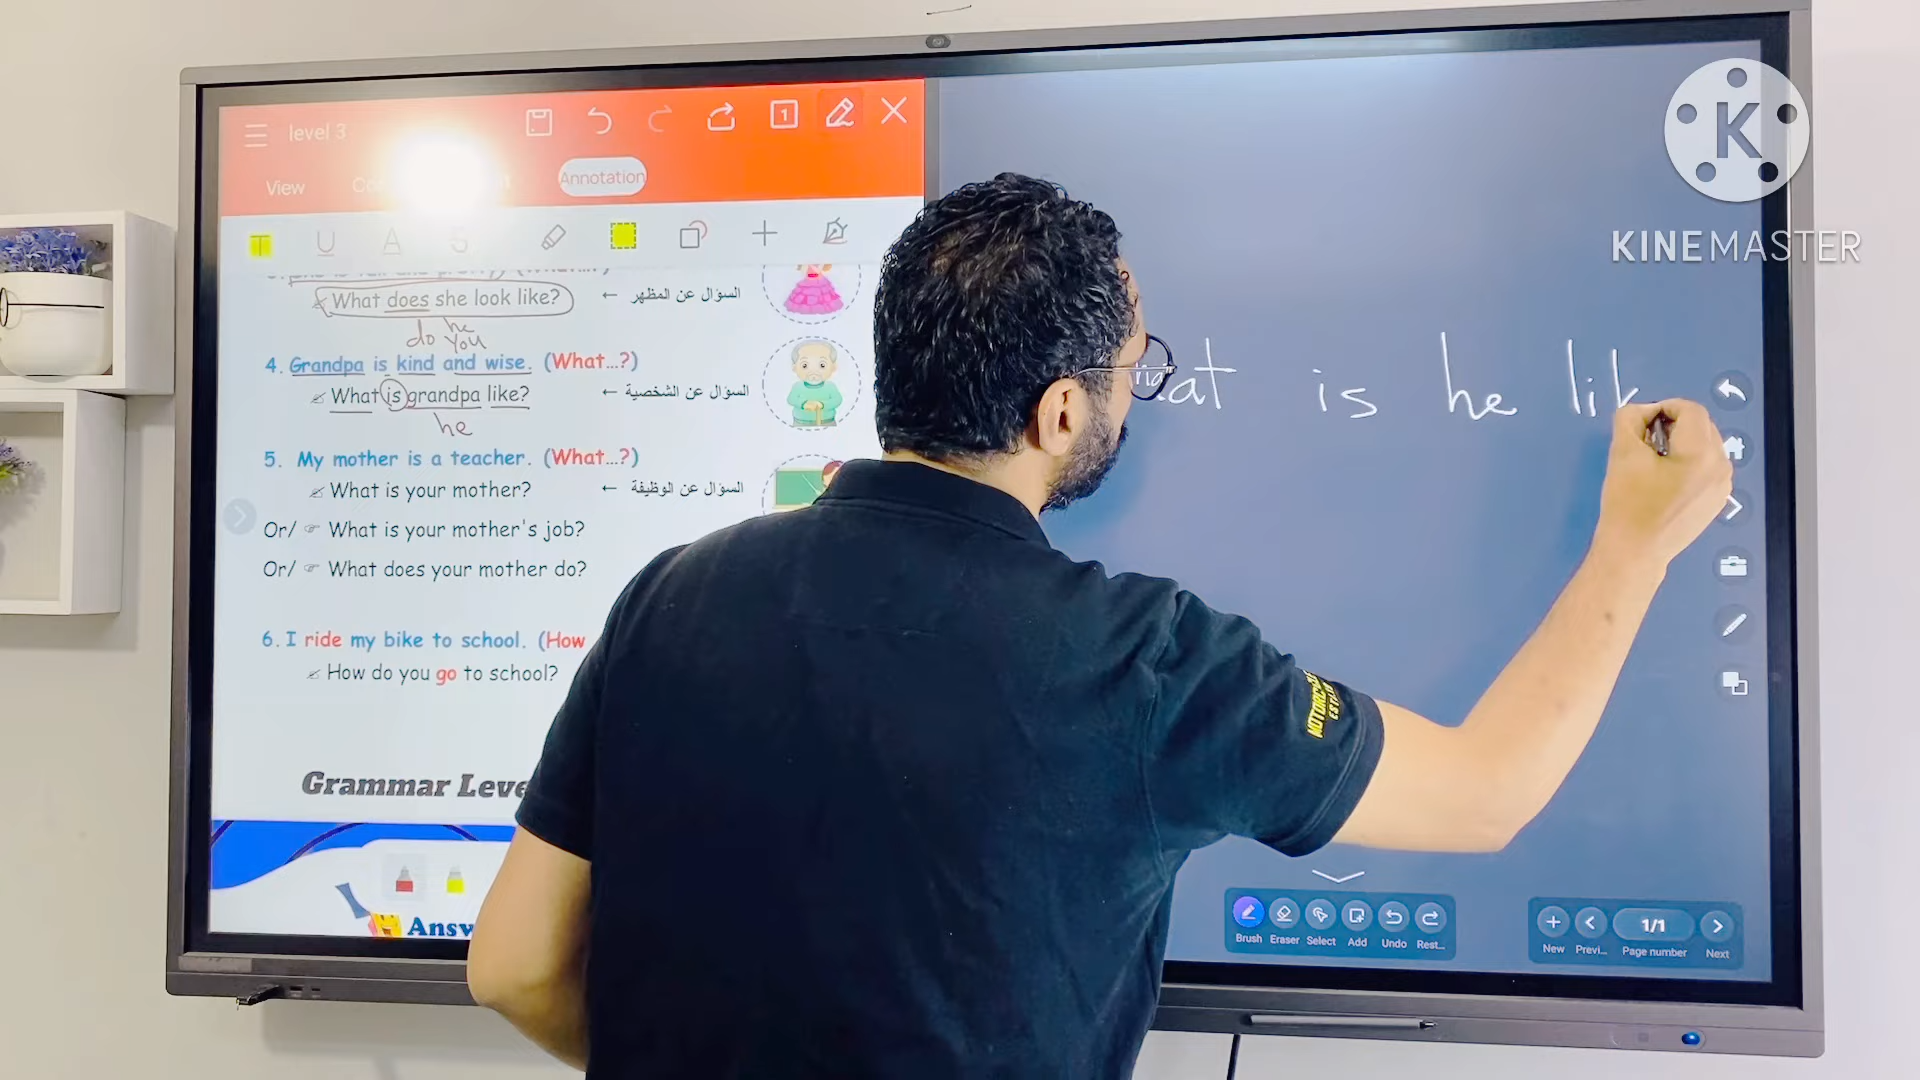 level 3
View
Annotation
What does she look like? ← السؤال عن المظهر
he
do you
4. Grandpa is kind and wise. (What...?)
What is grandpa like? ← السؤال عن الشخصية
he
5. My mother is a teacher. (What...?)
What is your mother? ← السؤال عن الوظيفة
Or/ What is your mother's job?
Or/ What does your mother do?
6. I ride my bike to school. (How
How do you go to school?
Grammar Leve
Answ
at is he lik
K
KINEMASTER
Brush Eraser Select Add Undo Rest...
1/1
New Previ... Page number Next